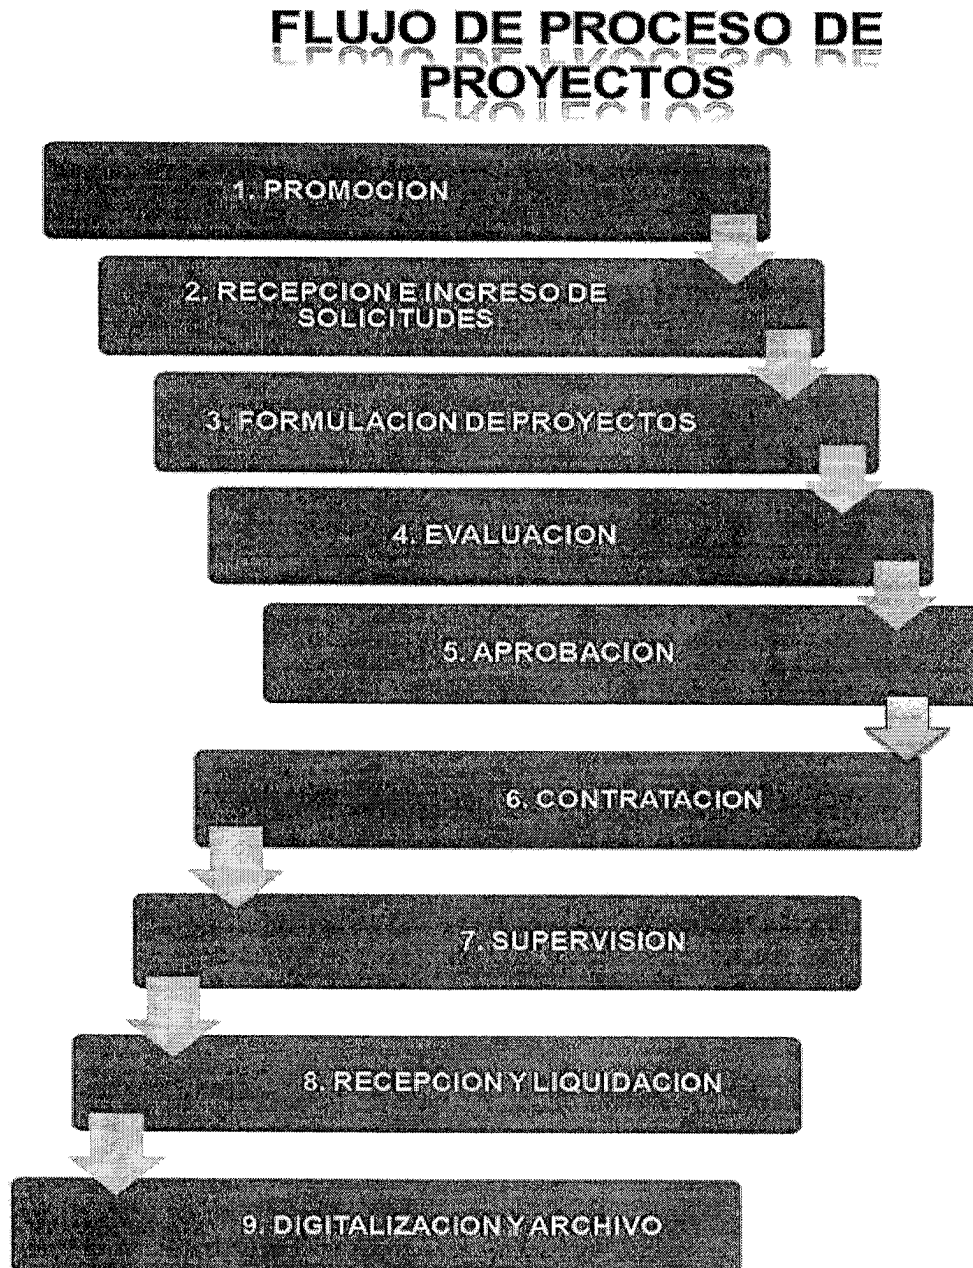 FLUJO DE PROCESO DE
PROYECTOS
1. PROMOCION
2. RECEPCION E INGRESO DE
SOLICITUDES
3. FORMULACION DE PROYECTOS
4. EVALUACION
5. APROBACION
6. CONTRATACION
7. SUPERVISION
8. RECEPCION Y LIQUIDACION
9. DIGITALIZACION Y ARCHIVO